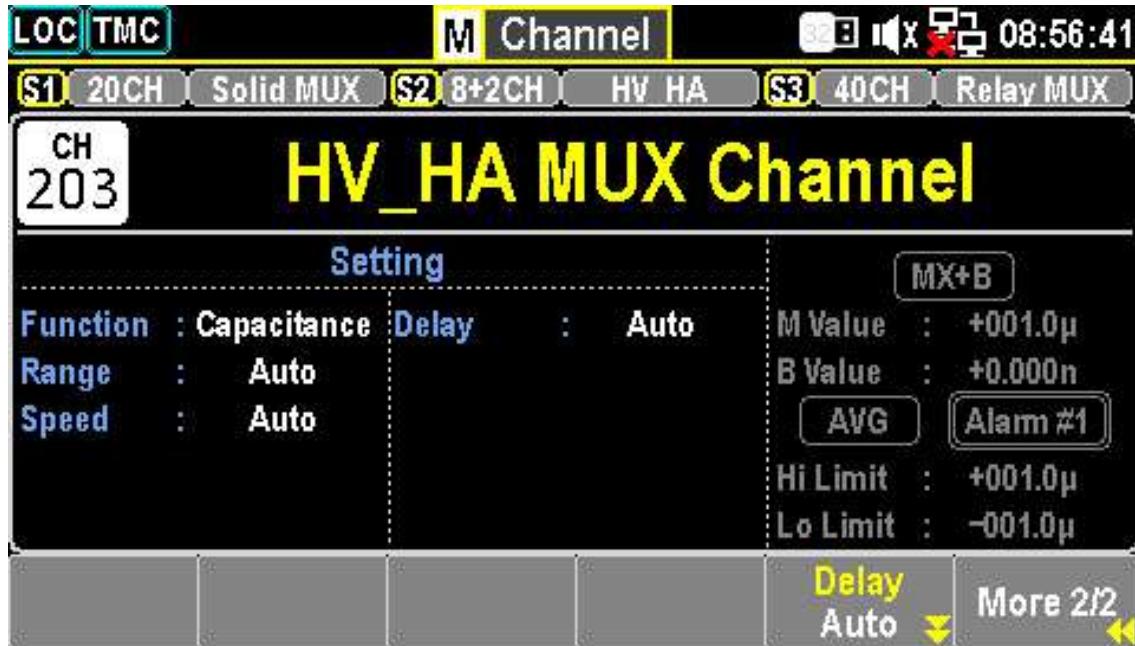 LOC TMC M Channel 32 X 08:56:41
S1 20CH Solid MUX S2 8+2CH HV_HA S3 40CH Relay MUX
CH
203
HV_HA MUX Channel
Setting
MX+B
Function : Capacitance Delay : Auto
M Value : +001.0µ
Range : Auto
B Value : +0.000n
Speed : Auto
AVG Alarm #1
Hi Limit : +001.0µ
Lo Limit : -001.0µ
Delay
Auto
More 2/2